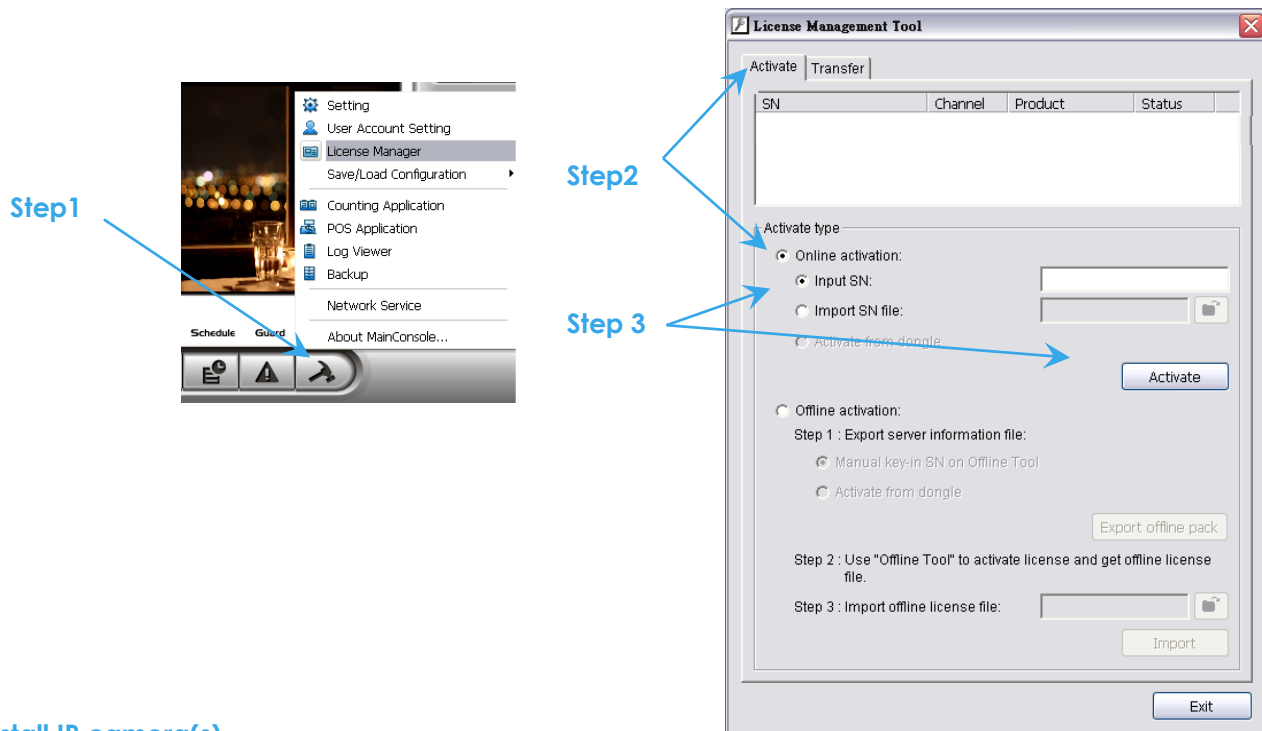 Step1
Setting
User Account Setting
License Manager
Save/Load Configuration
Counting Application
POS Application
Log Viewer
Backup
Network Service
About MainConsole...
Schedule Guard
Step2
Step 3
License Management Tool
Activate Transfer
SN Channel Product Status
Activate type
Online activation:
Input SN:
Import SN file:
Activate from dongle
Activate
Offline activation:
Step 1 : Export server information file:
Manual key-in SN on Offline Tool
Activate from dongle
Export offline pack
Step 2 : Use "Offline Tool" to activate license and get offline license
file.
Step 3 : Import offline license file:
Import
Exit
stall IP camera(s)